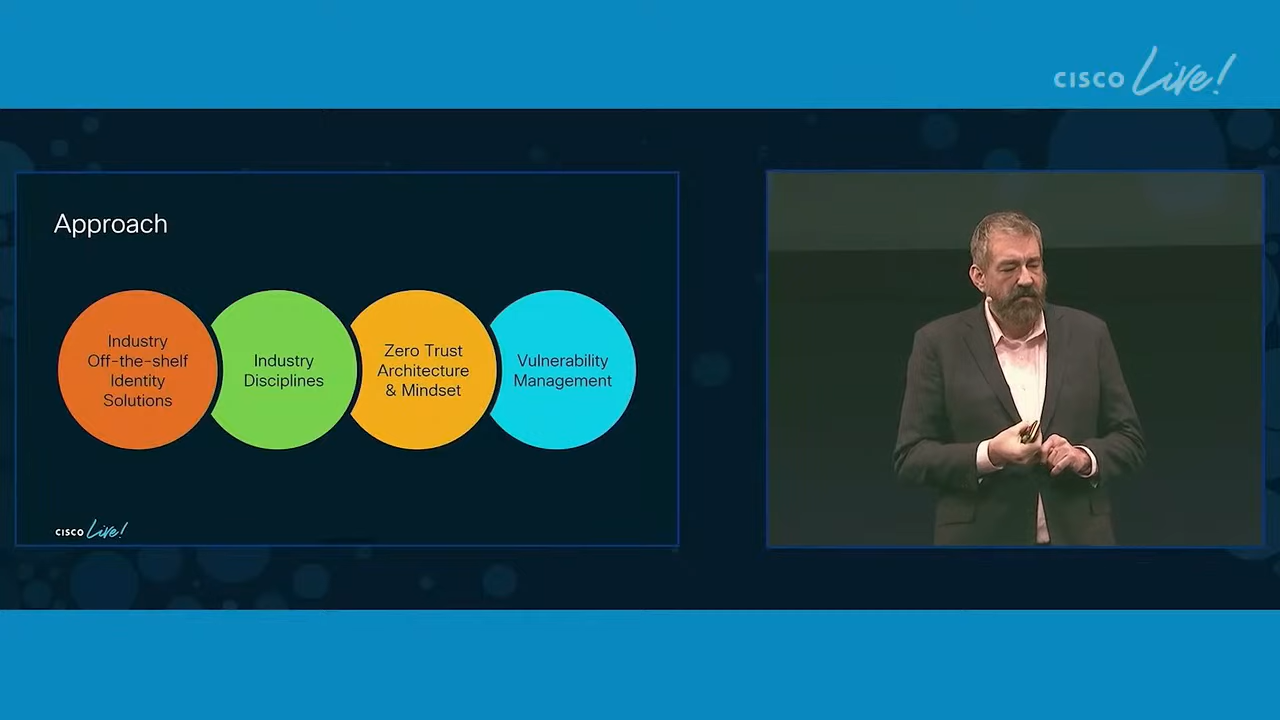 CISCO Live!
Approach
Industry
Off-the-shelf
Identity
Solutions
Industry
Disciplines
Zero Trust
Architecture
& Mindset
Vulnerability
Management
CISCO Live!